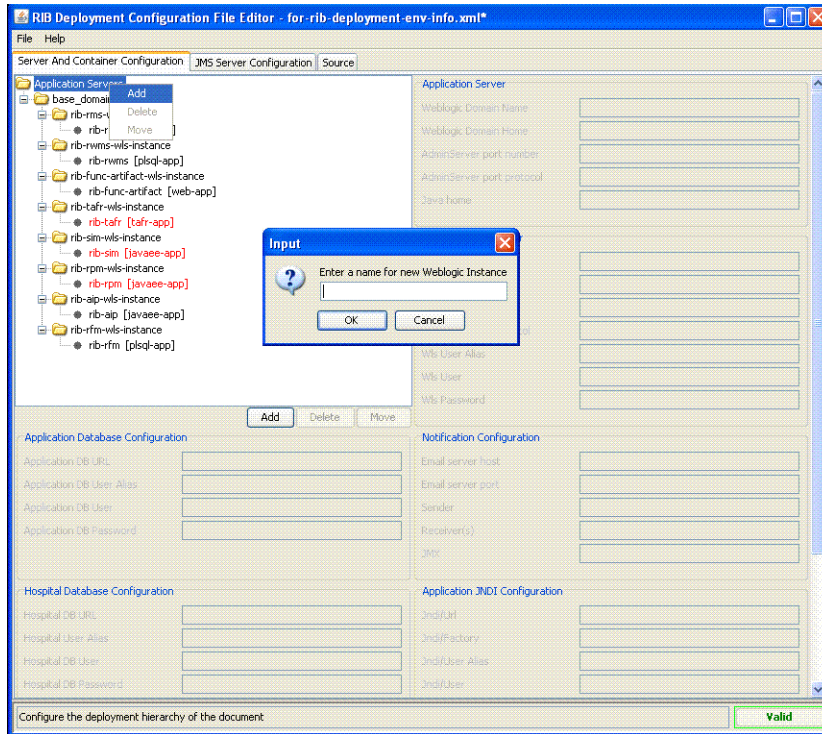 RIB Deployment Configuration File Editor - for-rib-deployment-env-info.xml*
File Help
Server And Container Configuration JMS Server Configuration Source
Application Servers
Add
Delete
Move
base_domain
rib-rms-w
rib-r ]
rib-rwms-wls-instance
rib-rwms [plsql-app]
rib-func-artifact-wls-instance
rib-func-artifact [web-app]
rib-tafr-wls-instance
rib-tafr [tafr-app]
rib-sim-wls-instance
rib-sim [javaee-app]
rib-rpm-wls-instance
rib-rpm [javaee-app]
rib-aip-wls-instance
rib-aip [javaee-app]
rib-rfm-wls-instance
rib-rfm [plsql-app]
Add Delete Move
Application Server
Weblogic Domain Name
Weblogic Domain Home
AdminServer port number
AdminServer port protocol
Java home
Input
Enter a name for new Weblogic Instance
OK Cancel
Wls User Alias
Wls User
Wls Password
Application Database Configuration
Application DB URL
Application DB User Alias
Application DB User
Application DB Password
Notification Configuration
Email server host
Email server port
Sender
Receiver(s)
JMX
Hospital Database Configuration
Hospital DB URL
Hospital User Alias
Hospital DB User
Hospital DB Password
Application JNDI Configuration
Jndi/Url
Jndi/Factory
Jndi/User Alias
Jndi/User
Configure the deployment hierarchy of the document
Valid